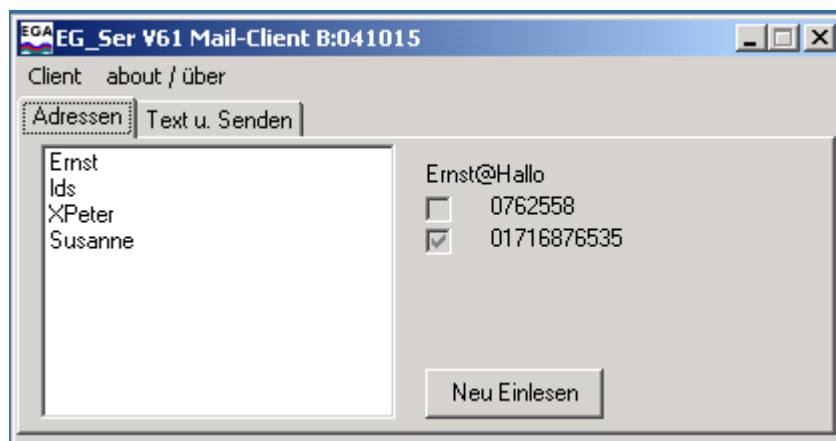 EGA EG_Ser V61 Mail-Client B:041015
Client about / über
Adressen Text u. Senden
Ernst
Ids
XPeter
Susanne
Ernst@Hallo
0762558
01716876535
Neu Einlesen